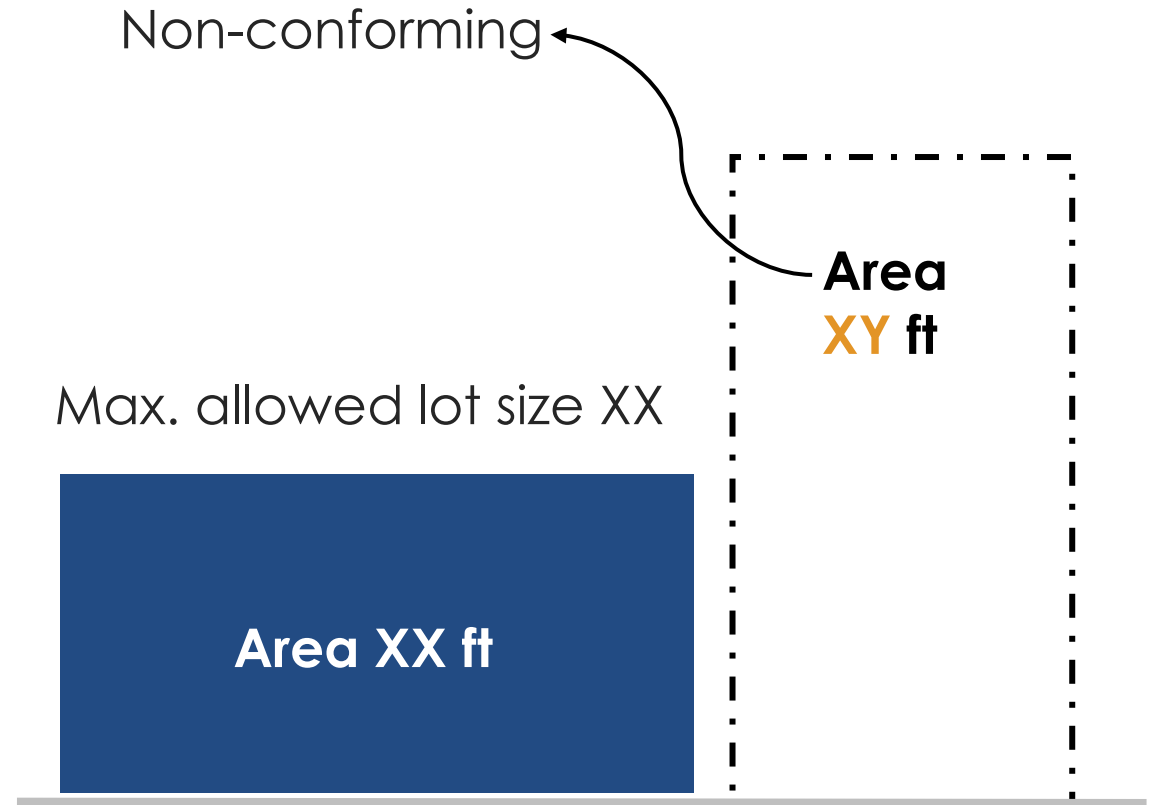 Non-conforming
Area
XY ft
Max. allowed lot size XX
Area XX ft